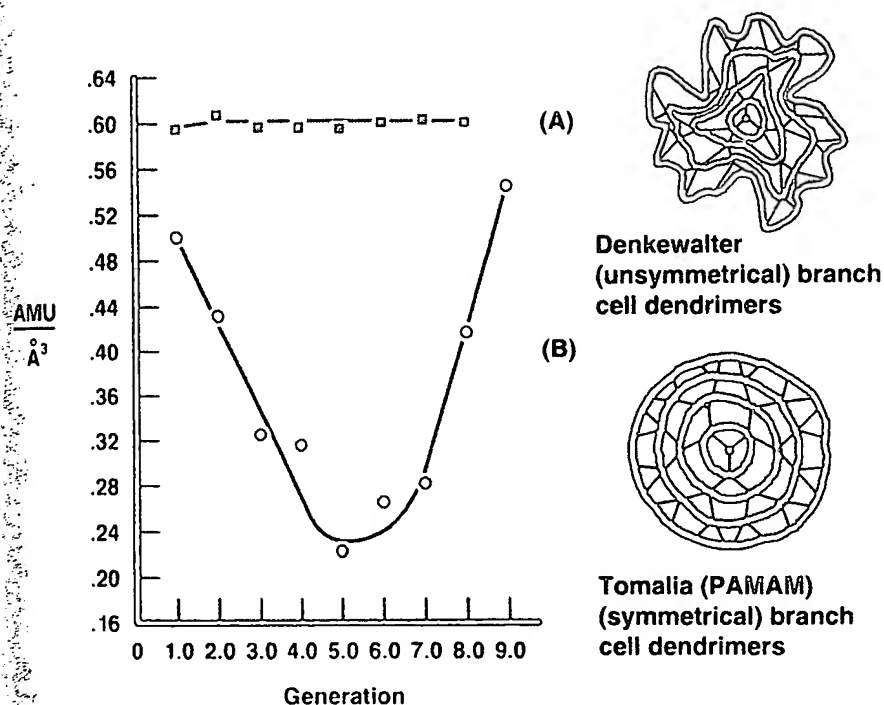 .64
.60
.56
.52
.48
.44
.40
.36
.32
.28
.24
.20
.16
AMU
Å³
0 1.0 2.0 3.0 4.0 5.0 6.0 7.0 8.0 9.0
Generation
(A)
Denkewalter
(unsymmetrical) branch
cell dendrimers
(B)
Tomalia (PAMAM)
(symmetrical) branch
cell dendrimers